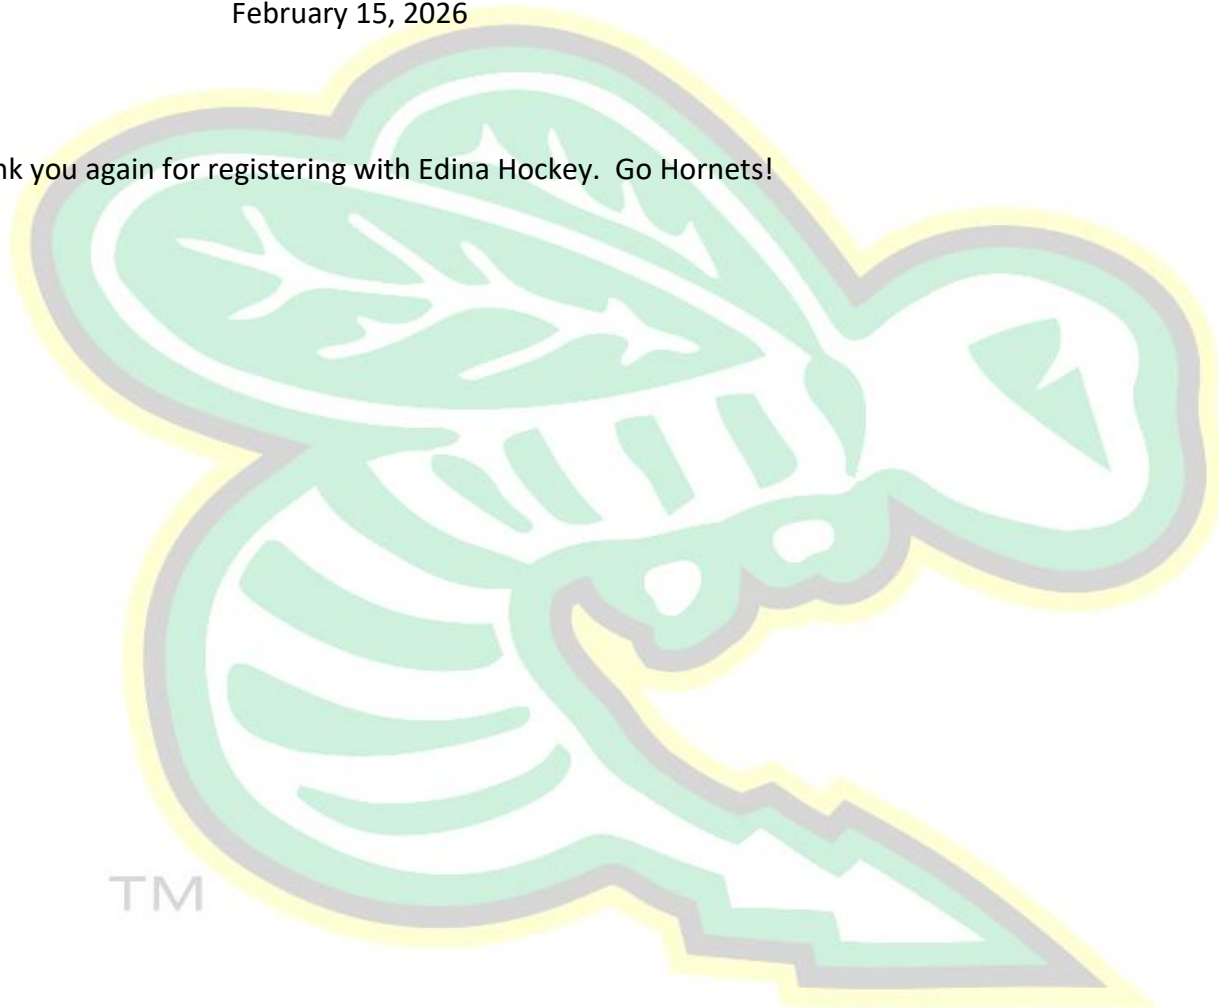 February 15, 2026
nk you again for registering with Edina Hockey.  Go Hornets!
TM